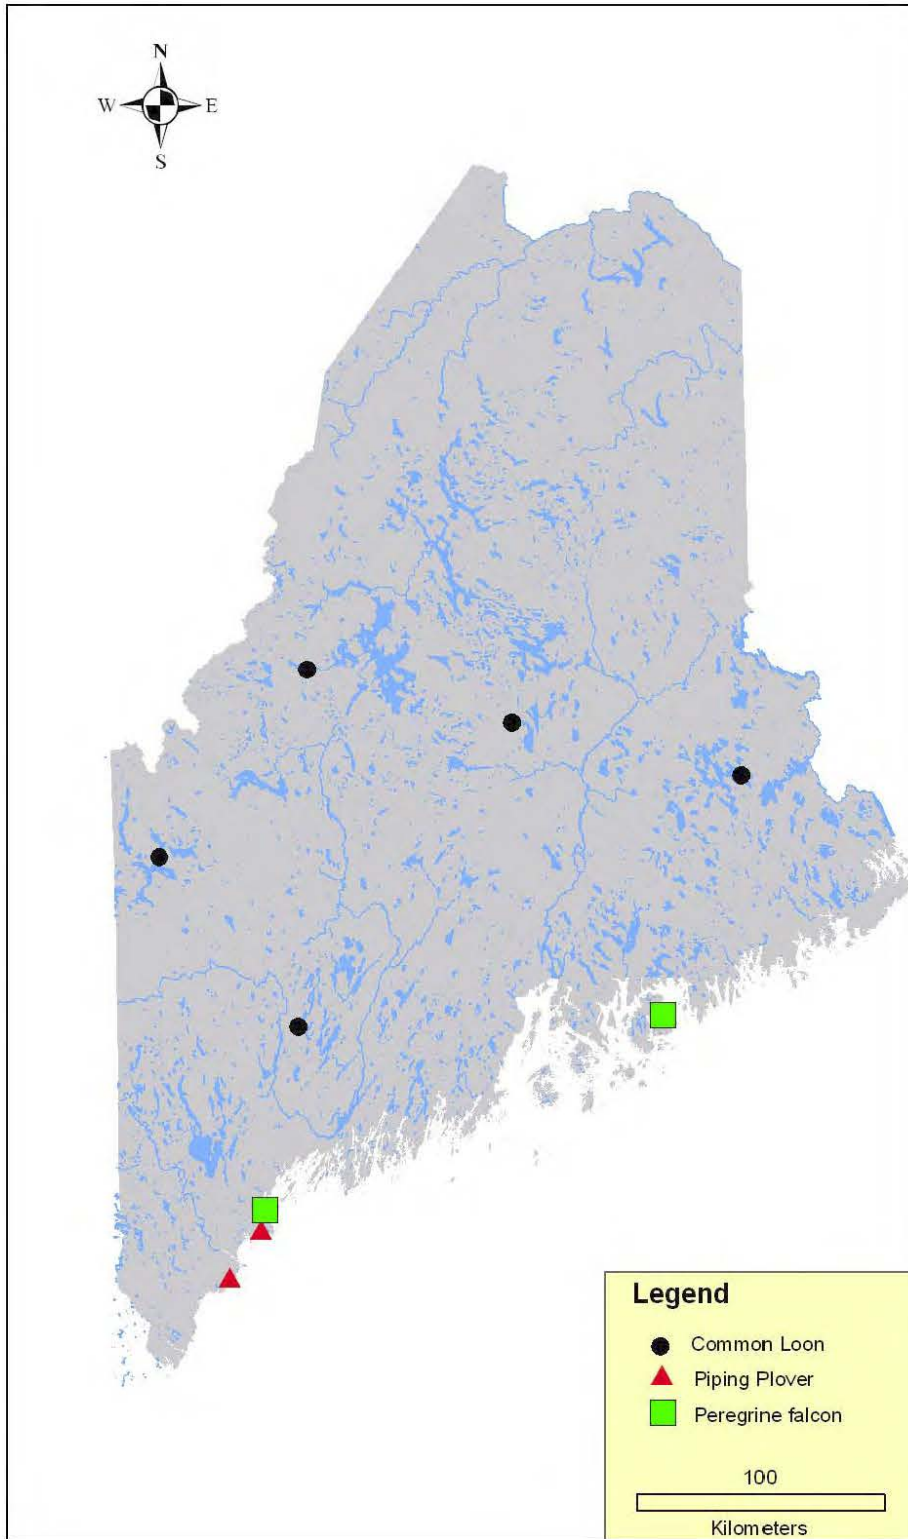 N
W E
S
Legend
Common Loon
Piping Plover
Peregrine falcon
100
Kilometers